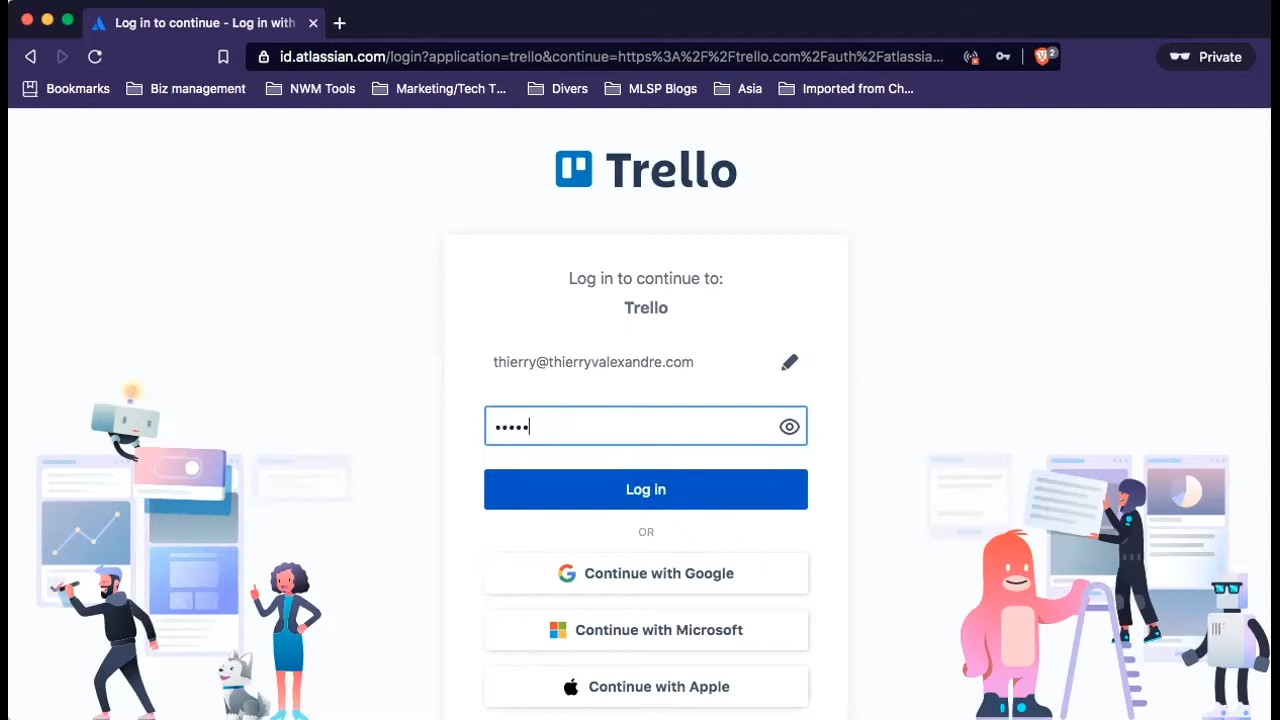 Log in to continue - Log in with
id.atlassian.com/login?application=trello&continue=https%3A%2F%2Ftrello.com%2Fauth%2Fatlassia...
2
Private
Bookmarks
Biz management
NWM Tools
Marketing/Tech T...
Divers
MLSP Blogs
Asia
Imported from Ch...
Trello
Log in to continue to:
Trello
thierry@thierryvalexandre.com
•••••
Log in
OR
Continue with Google
Continue with Microsoft
Continue with Apple